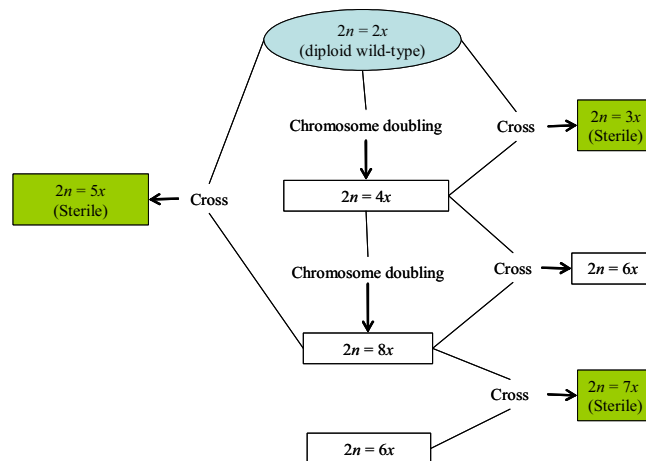 2n = 2x
(diploid wild-type)
Chromosome doubling
Cross
2n = 3x
(Sterile)
2n = 5x
(Sterile)
Cross
2n = 4x
Chromosome doubling
Cross
2n = 6x
2n = 8x
Cross
2n = 7x
(Sterile)
2n = 6x